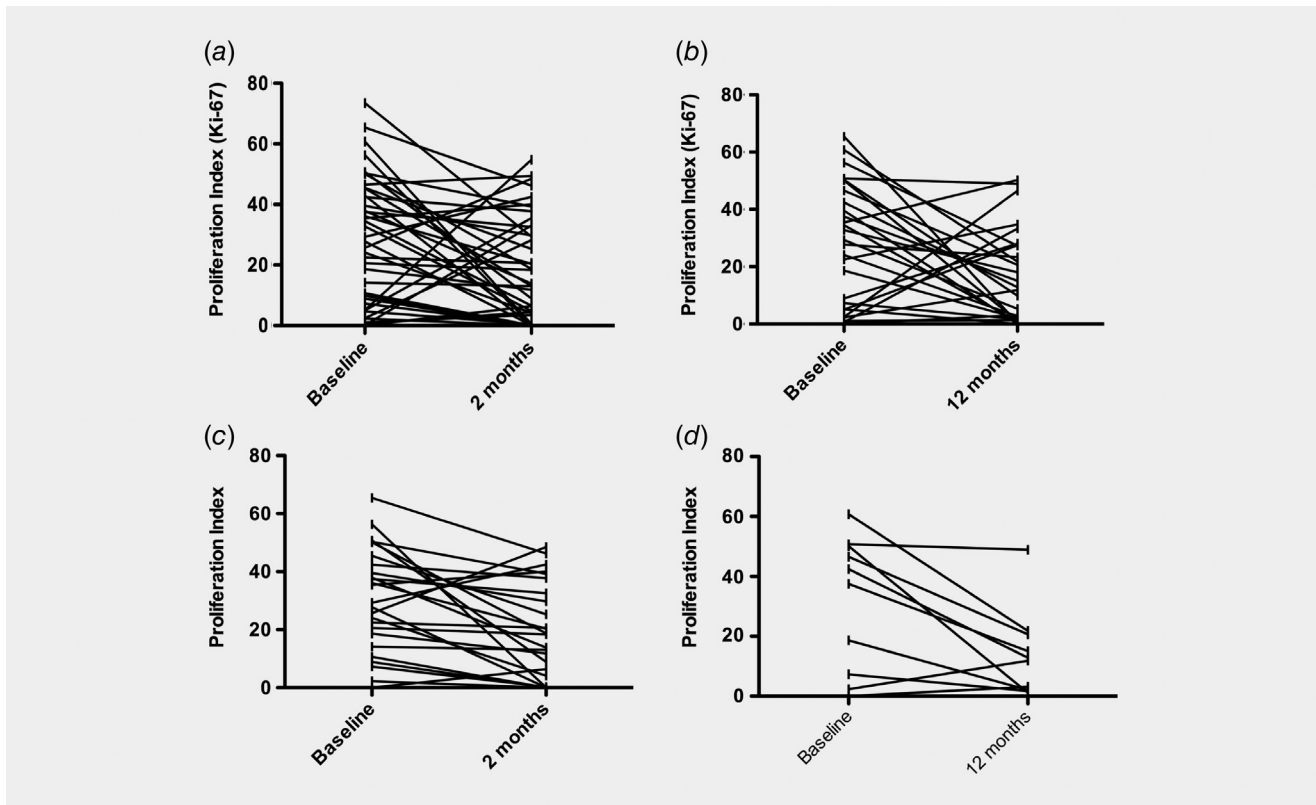 (a)
Proliferation Index (Ki-67)
80
60
40
20
0
Baseline
2 months
(b)
Proliferation Index (Ki-67)
80
60
40
20
0
Baseline
12 months
(c)
Proliferation Index
80
60
40
20
0
Baseline
2 months
(d)
Proliferation Index
80
60
40
20
0
Baseline
12 months